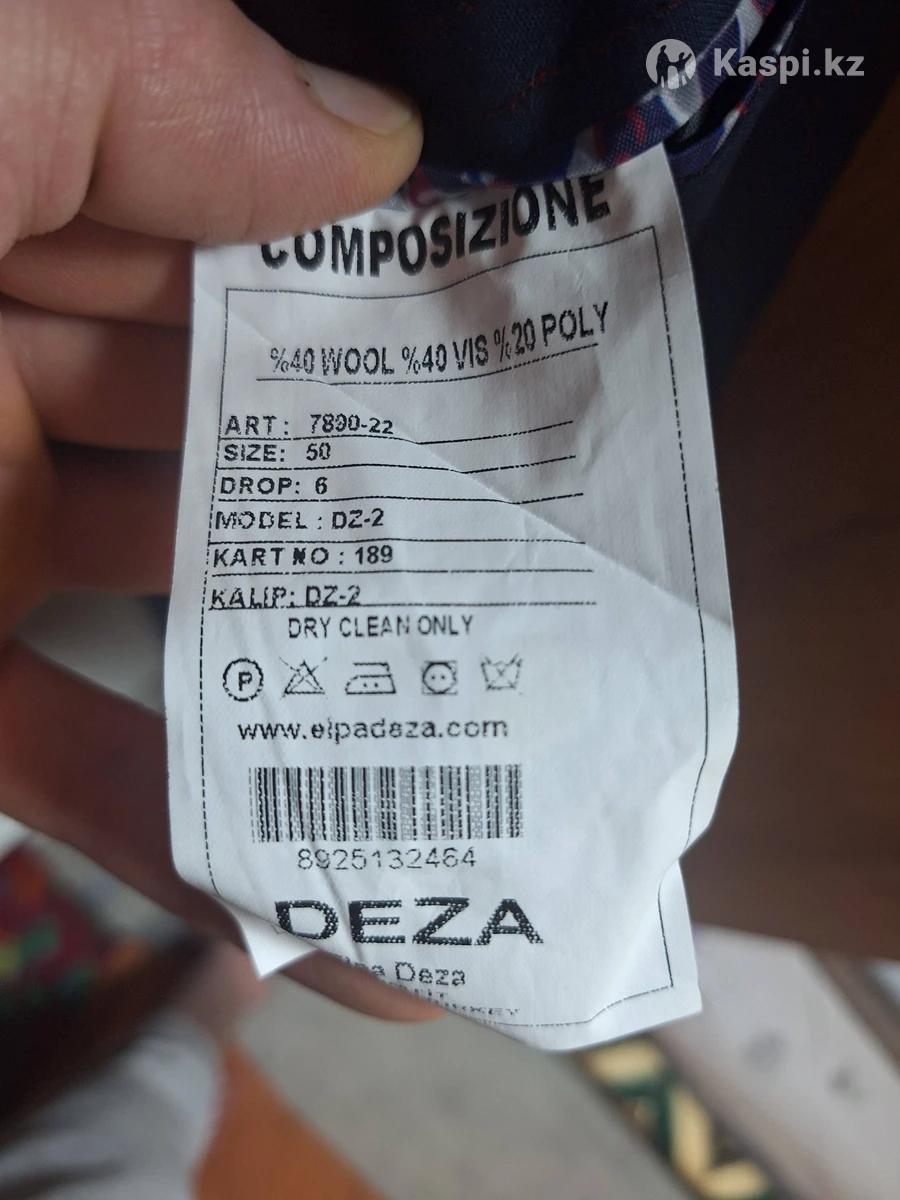 Kaspi.kz
COMPOSIZIONE
%40 WOOL %40 VIS %20 POLY
ART: 7890-22
SIZE: 50
DROP: 6
MODEL : DZ-2
KART NO : 189
KALIP: DZ-2
DRY CLEAN ONLY
P
www.elpadeza.com
8925132464
DEZA
Deza